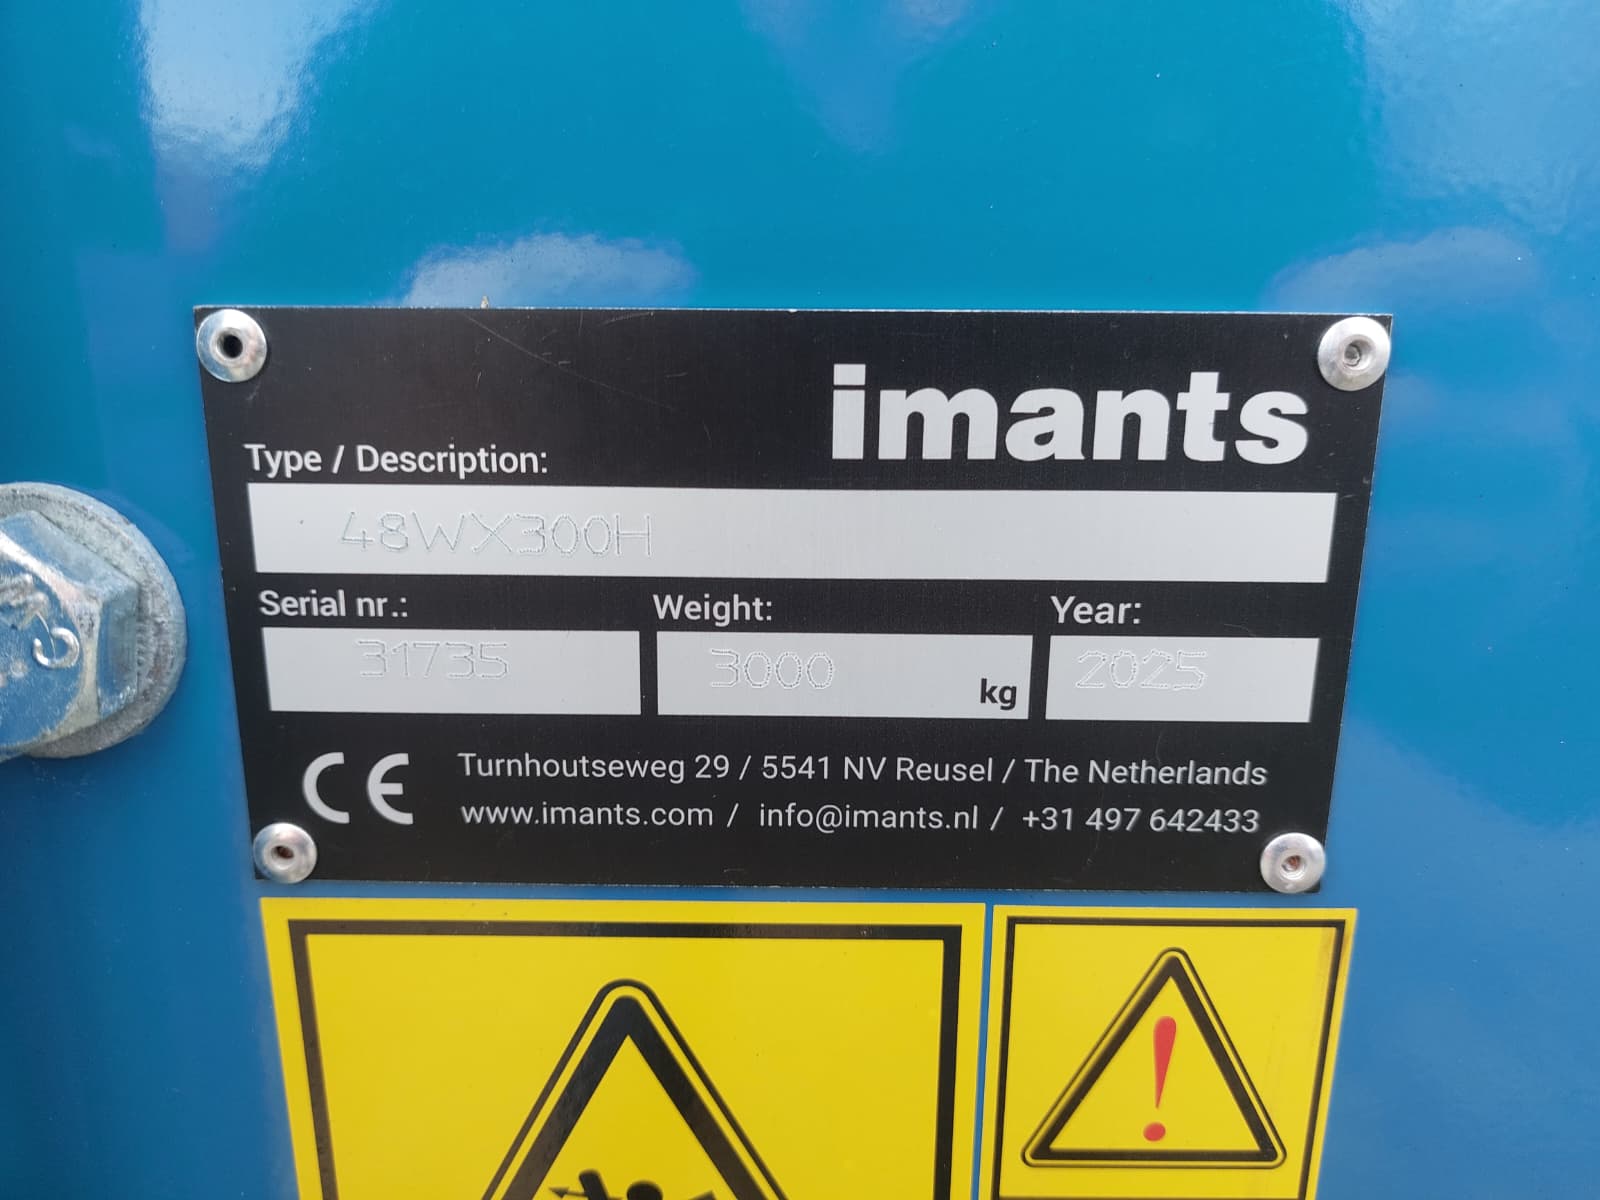 imants
Type / Description:
48WX300H
Serial nr.: Weight: Year:
31735 3000 kg 2025
CE Turnhoutseweg 29 / 5541 NV Reusel / The Netherlands
www.imants.com / info@imants.nl / +31 497 642433